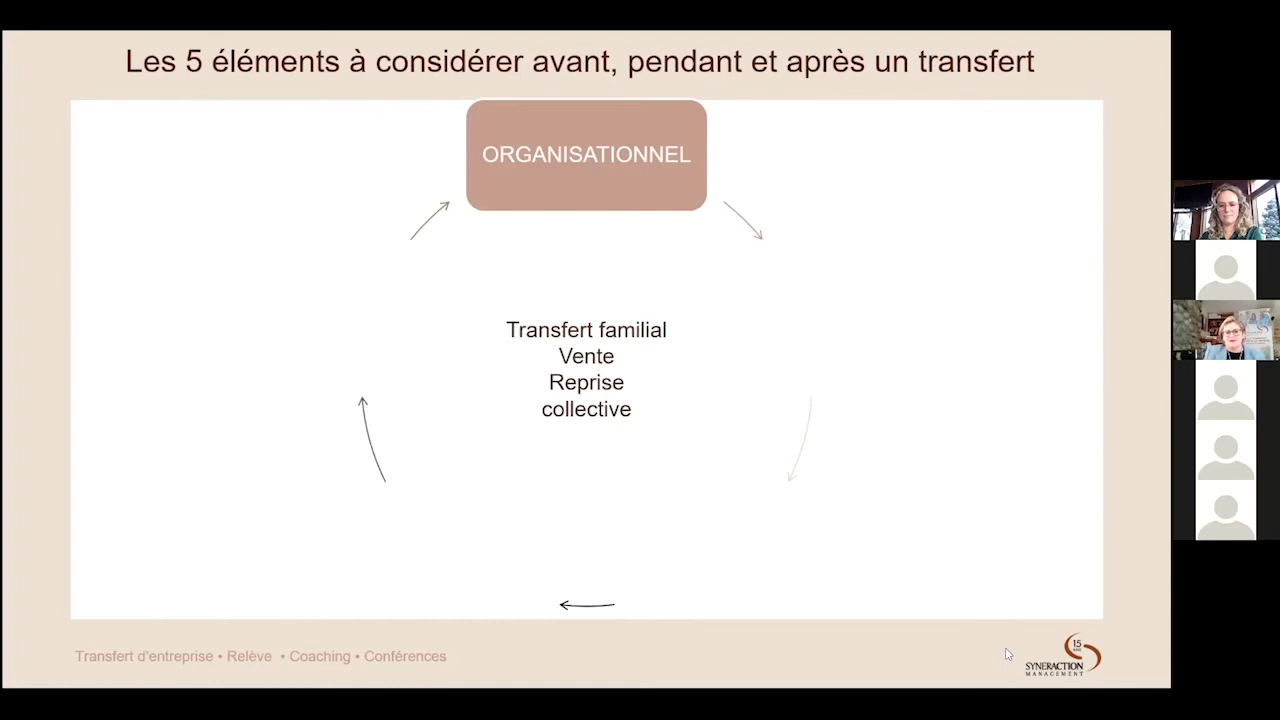 Les 5 éléments à considérer avant, pendant et après un transfert
ORGANISATIONNEL
Transfert familial
Vente
Reprise
collective
Transfert d'entreprise • Relève • Coaching • Conférences
15
SYNERACTION
MANAGEMENT